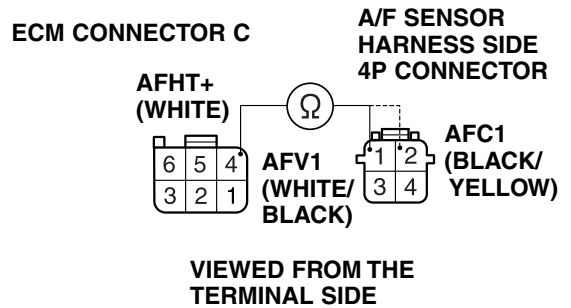 ECM CONNECTOR C
A/F SENSOR
HARNESS SIDE
4P CONNECTOR
AFHT+
(WHITE)
Ω
6 5 4
3 2 1
AFV1
(WHITE/
BLACK)
1 2
3 4
AFC1
(BLACK/
YELLOW)
VIEWED FROM THE
TERMINAL SIDE